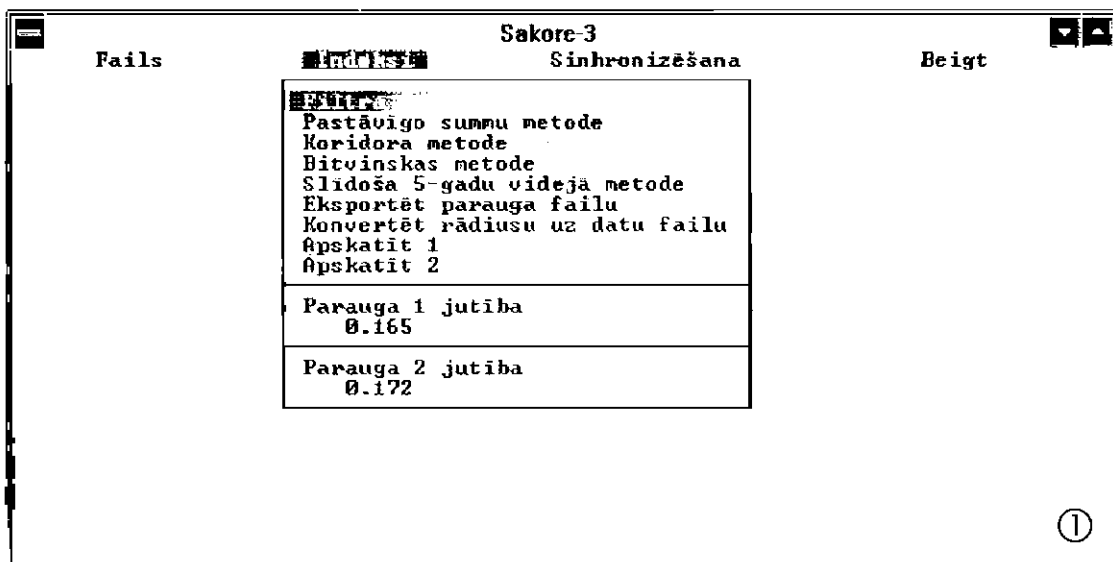 Sakore-3
Fails Indeksi Sinhronizēšana Beigt
Pastāvīgo summu metode
Koridora metode
Bitvinskas metode
Slīdoša 5-gadu vidējā metode
Eksportēt parauga failu
Konvertēt rādiusu uz datu failu
Apskatīt 1
Apskatīt 2
Parauga 1 jutība
0.165
Parauga 2 jutība
0.172
1